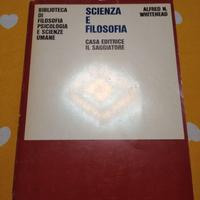 BIBLIOTECA
DI
FILOSOFIA
PSICOLOGIA
E SCIENZE
UMANE
SCIENZA
E
FILOSOFIA
CASA EDITRICE
IL SAGGIATORE
ALFRED N.
WHITEHEAD